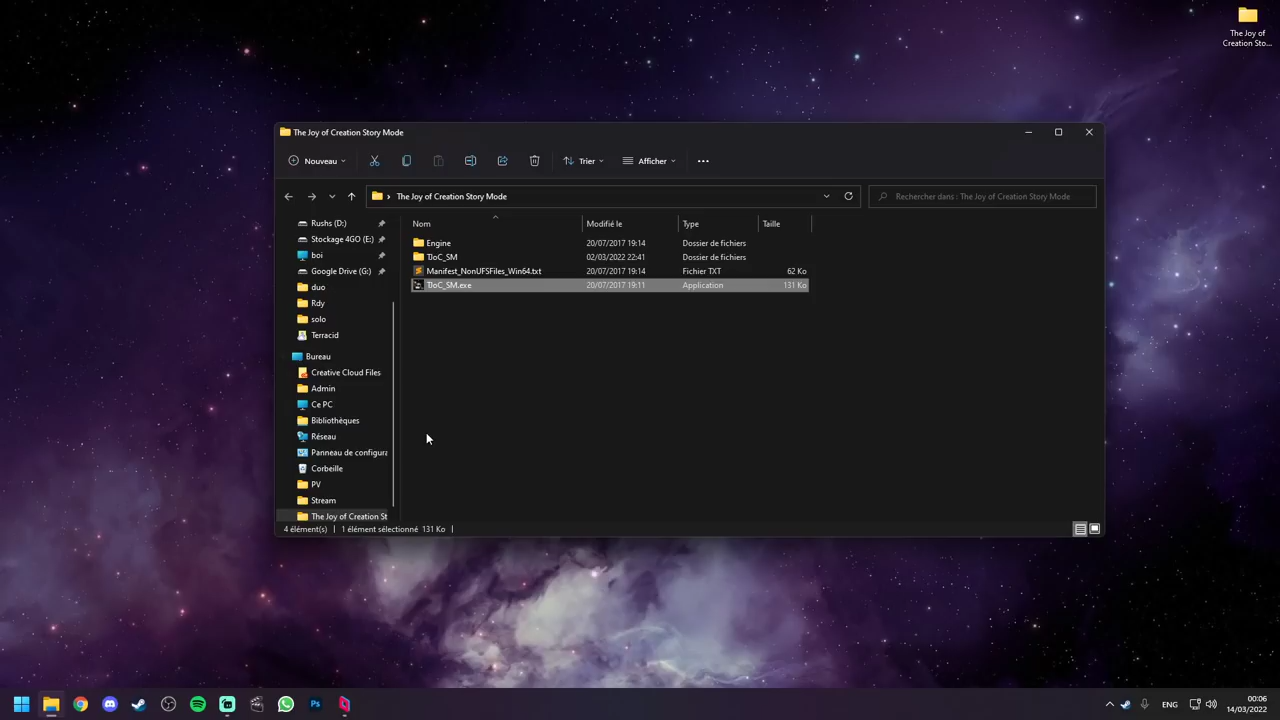 The Joy of
Creation Sto...
The Joy of Creation Story Mode
Nouveau
Trier
Afficher
The Joy of Creation Story Mode
Rechercher dans : The Joy of Creation Story Mode
Nom
Modifié le
Type
Taille
Rushs (D:)
Stockage 4GO (E:)
boi
Google Drive (G:)
duo
Rdy
solo
Terracid
Bureau
Creative Cloud Files
Admin
Ce PC
Bibliothèques
Réseau
Panneau de configura
Corbeille
PV
Stream
The Joy of Creation St
Engine 20/07/2017 19:14 Dossier de fichiers
TJoC_SM 02/03/2022 22:41 Dossier de fichiers
Manifest_NonUFSFiles_Win64.txt 20/07/2017 19:14 Fichier TXT 62 Ko
TJoC_SM.exe 20/07/2017 19:11 Application 131 Ko
4 élément(s) 1 élément sélectionné 131 Ko
Ps
ENG
00:06
14/03/2022